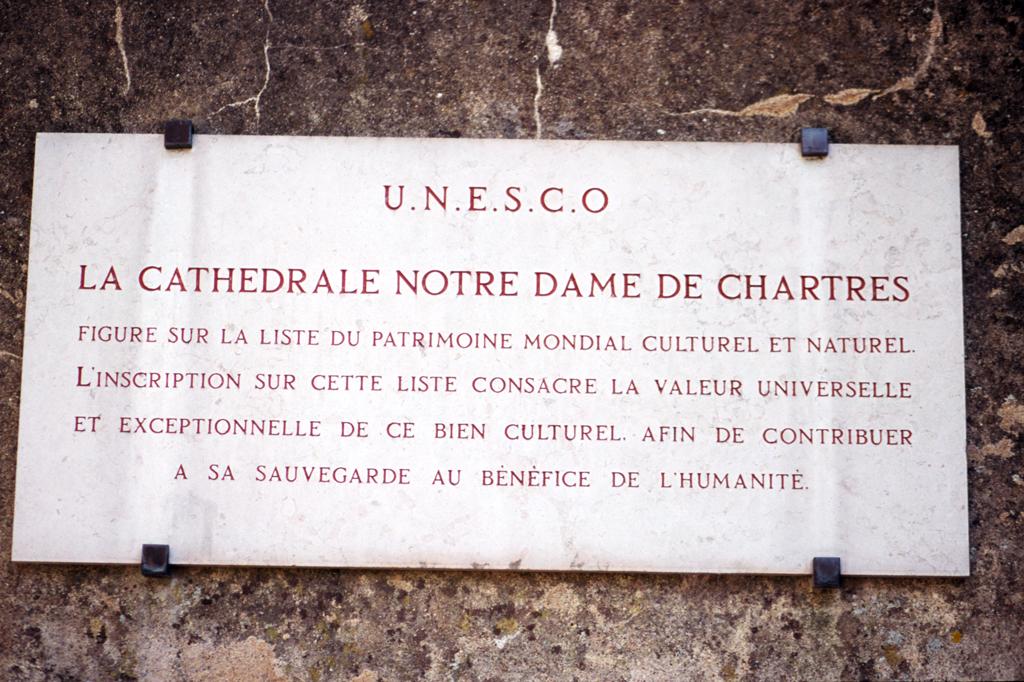 U.N.E.S.C.O
LA CATHEDRALE NOTRE DAME DE CHARTRES
FIGURE SUR LA LISTE DU PATRIMOINE MONDIAL CULTUREL ET NATUREL.
L'INSCRIPTION SUR CETTE LISTE CONSACRE LA VALEUR UNIVERSELLE
ET EXCEPTIONNELLE DE CE BIEN CULTUREL. AFIN DE CONTRIBUER
A SA SAUVEGARDE AU BÉNÉFICE DE L'HUMANITÉ.